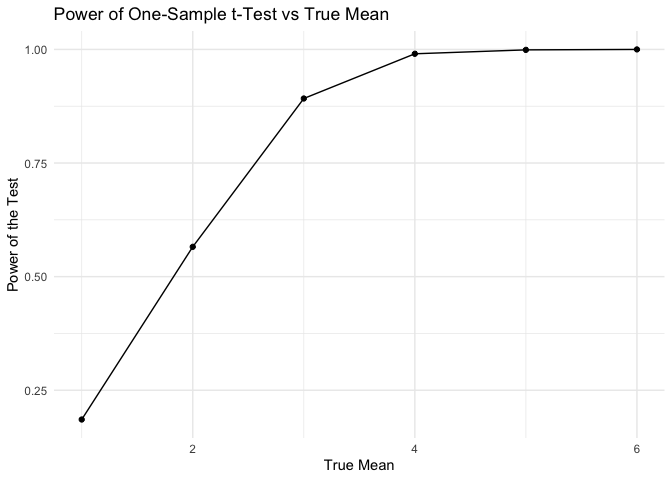 Power of One-Sample t-Test vs True Mean
1.00
0.75
0.50
0.25
Power of the Test
2 4 6
True Mean